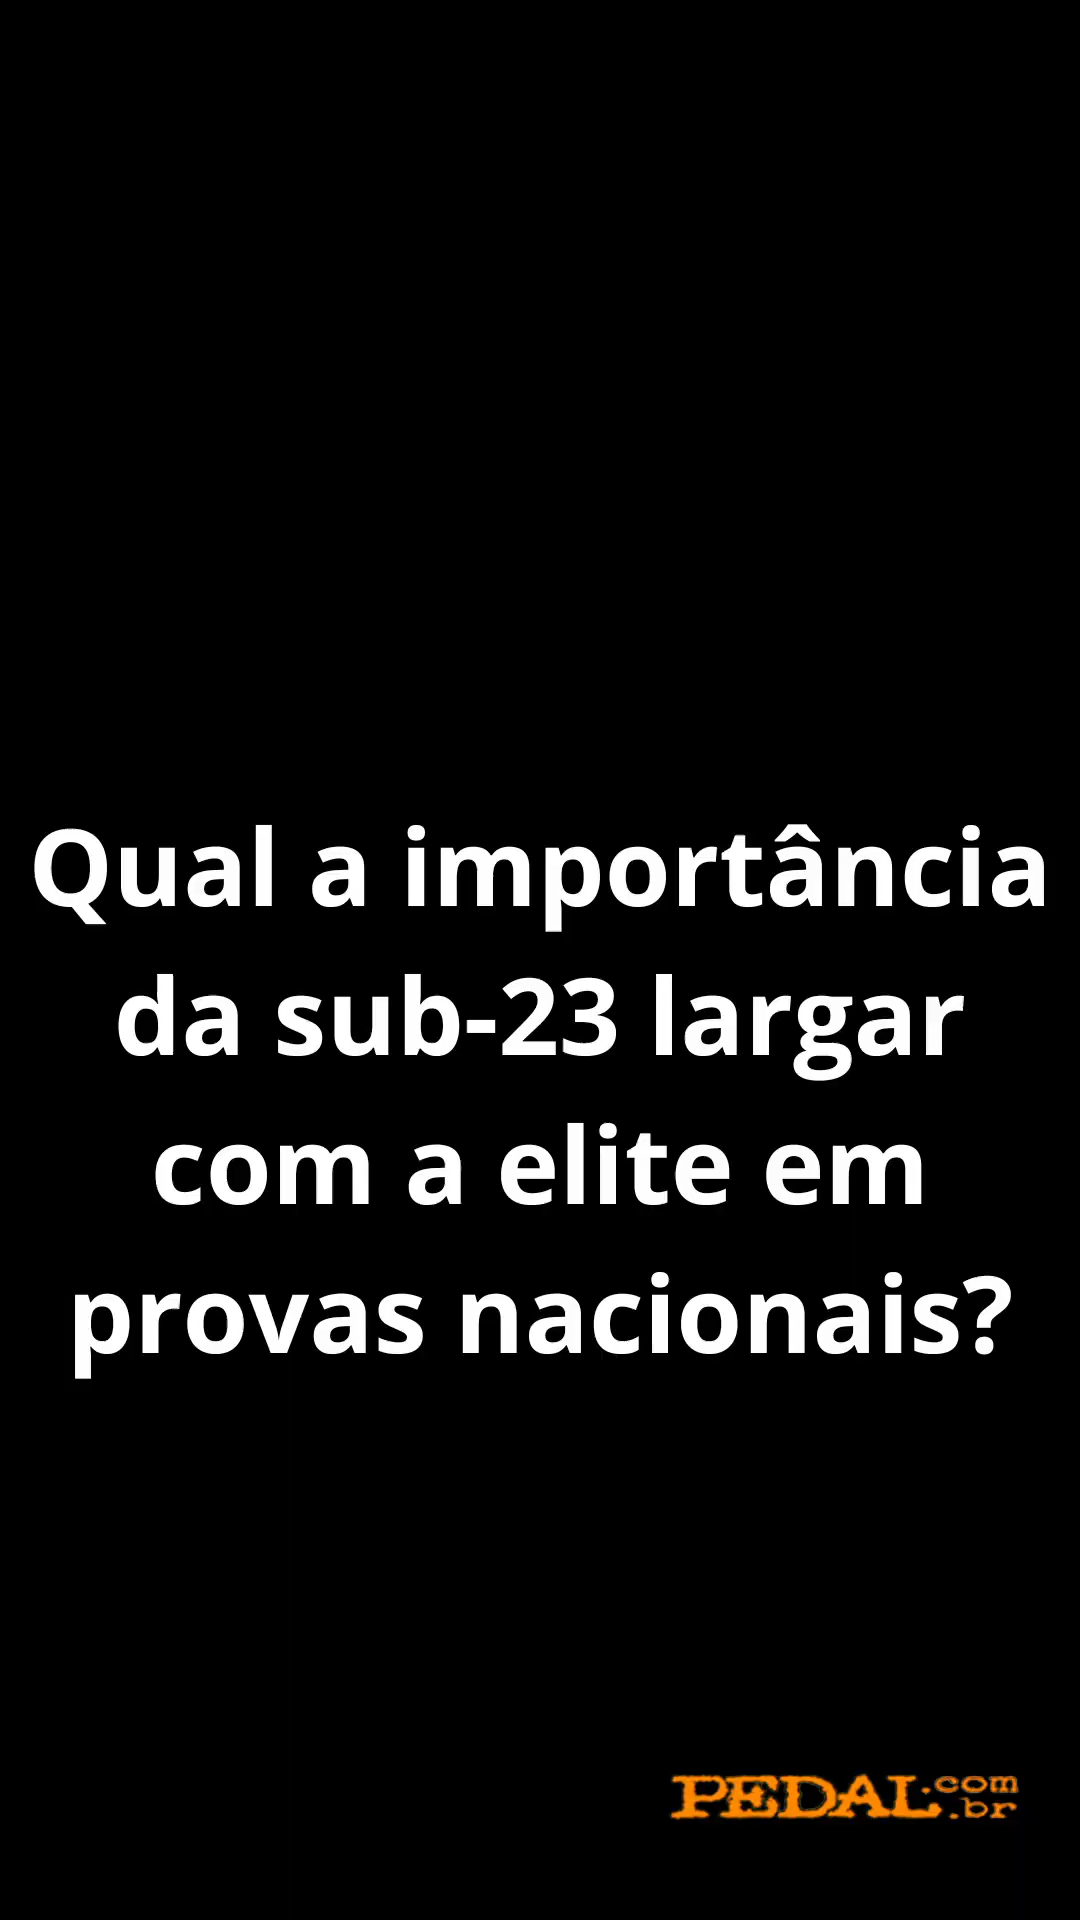 Qual a importância
da sub-23 largar
com a elite em
provas nacionais?
PEDAL.com.br